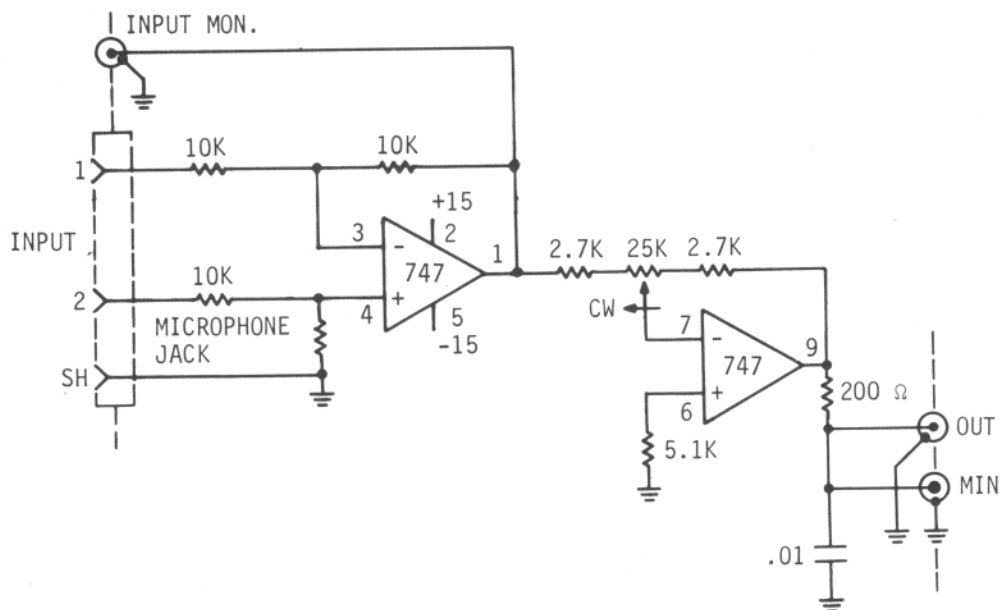 INPUT MON.
10K
10K
1
+15
3
-
2
1
2.7K
25K
2.7K
INPUT
747
10K
2
+
4
5
-15
CW
7
-
9
MICROPHONE
JACK
747
SH
+
6
200 Ω
5.1K
OUT
MIN
.01